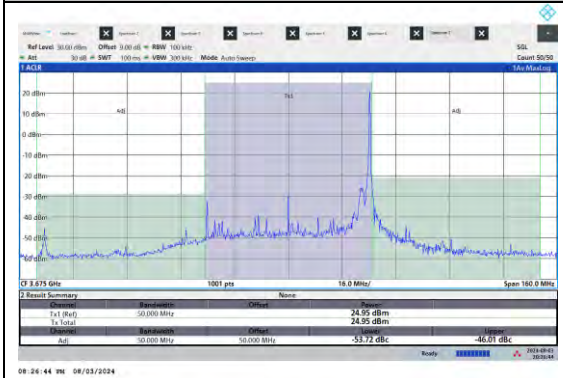 Ref Level 30.00 dBm Offset 9.00 dB RBW 100 kHz SGL
Att 30 dB SWT 100 ms VBW 300 kHz Mode Auto Sweep Count 50/50
1 ACLR 1Av MaxLog
20 dBm
Tx1
Adj
Adj
10 dBm
0 dBm
-10 dBm
-20 dBm
-30 dBm
-40 dBm
-50 dBm
-60 dBm
CF 3.675 GHz 1001 pts 16.0 MHz/ Span 160.0 MHz
2 Result Summary None
Channel Bandwidth Offset Power
Tx1 (Ref) 50.000 MHz 24.95 dBm
Tx Total 24.95 dBm
Channel Bandwidth Offset Lower Upper
Adj 50.000 MHz 50.000 MHz -53.72 dBc -46.01 dBc
Ready
08:26:44 PM 08/03/2024